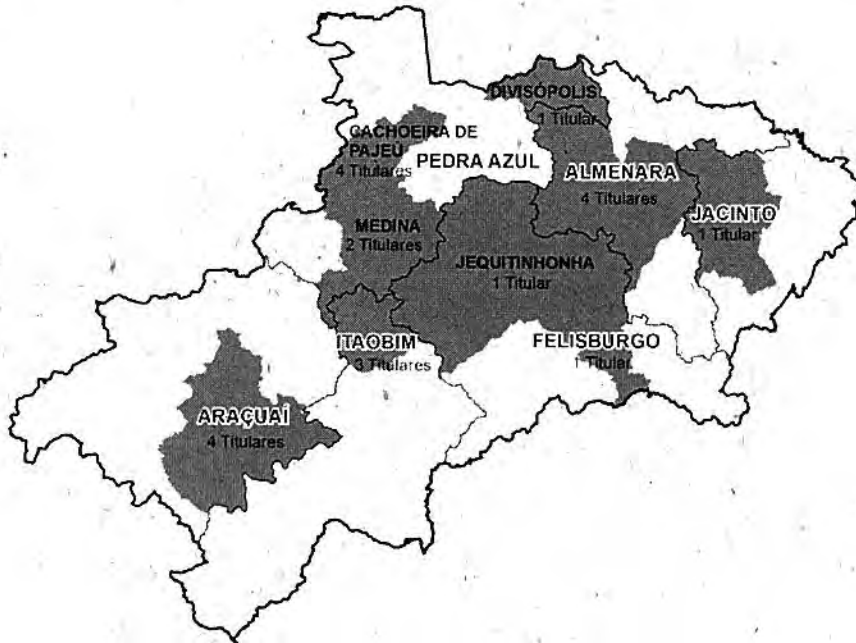 DIVISÓPOLIS
1 Titular
CACHOEIRA DE
PAJEÚ
4 Titulares
PEDRA AZUL
ALMENARA
4 Titulares
JACINTO
1 Titular
MEDINA
2 Titulares
JEQUITINHONHA
1 Titular
ITAOBIM
3 Titulares
FELISBURGO
1 Titular
ARAÇUAÍ
4 Titulares